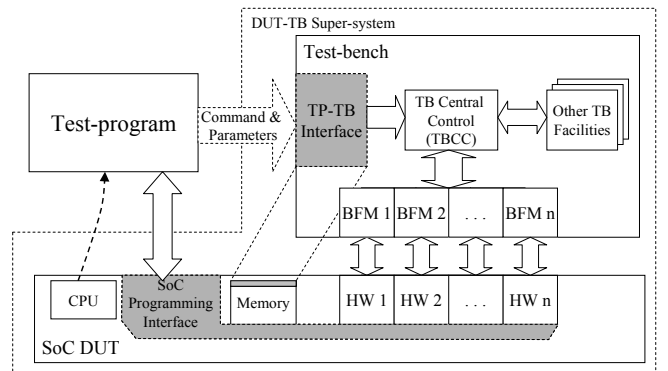 DUT-TB Super-system
Test-bench
Test-program
Command &
Parameters
TP-TB
Interface
TB Central
Control
(TBCC)
Other TB
Facilities
BFM 1 BFM 2 . . . BFM n
CPU
SoC
Programming
Interface
Memory
HW 1 HW 2 . . . HW n
SoC DUT